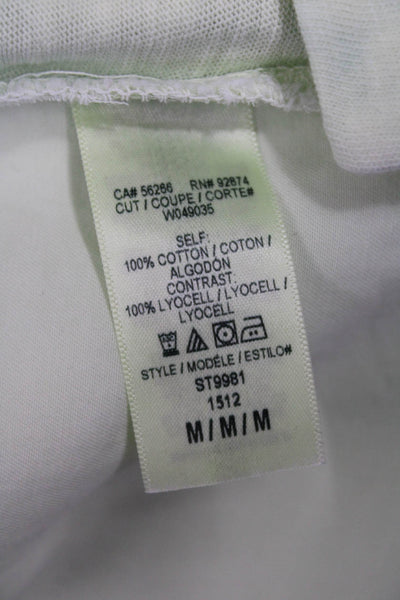 CA# 56266 RN# 92874
CUT / COUPE / CORTE#
W049035
SELF:
100% COTTON / COTON /
ALGODÓN
CONTRAST:
100% LYOCELL / LYOCELL /
LYOCELL
STYLE / MODÈLE / ESTILO#
ST9981
1512
M / M / M